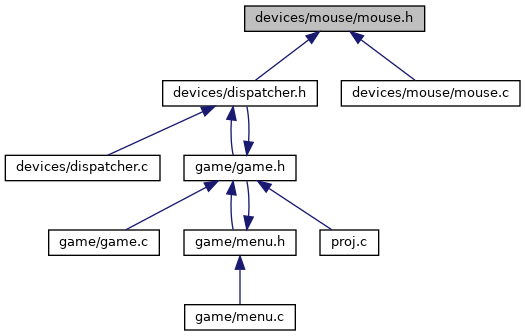 devices/mouse/mouse.h
devices/dispatcher.h
devices/mouse/mouse.c
devices/dispatcher.c
game/game.h
game/game.c
game/menu.h
proj.c
game/menu.c